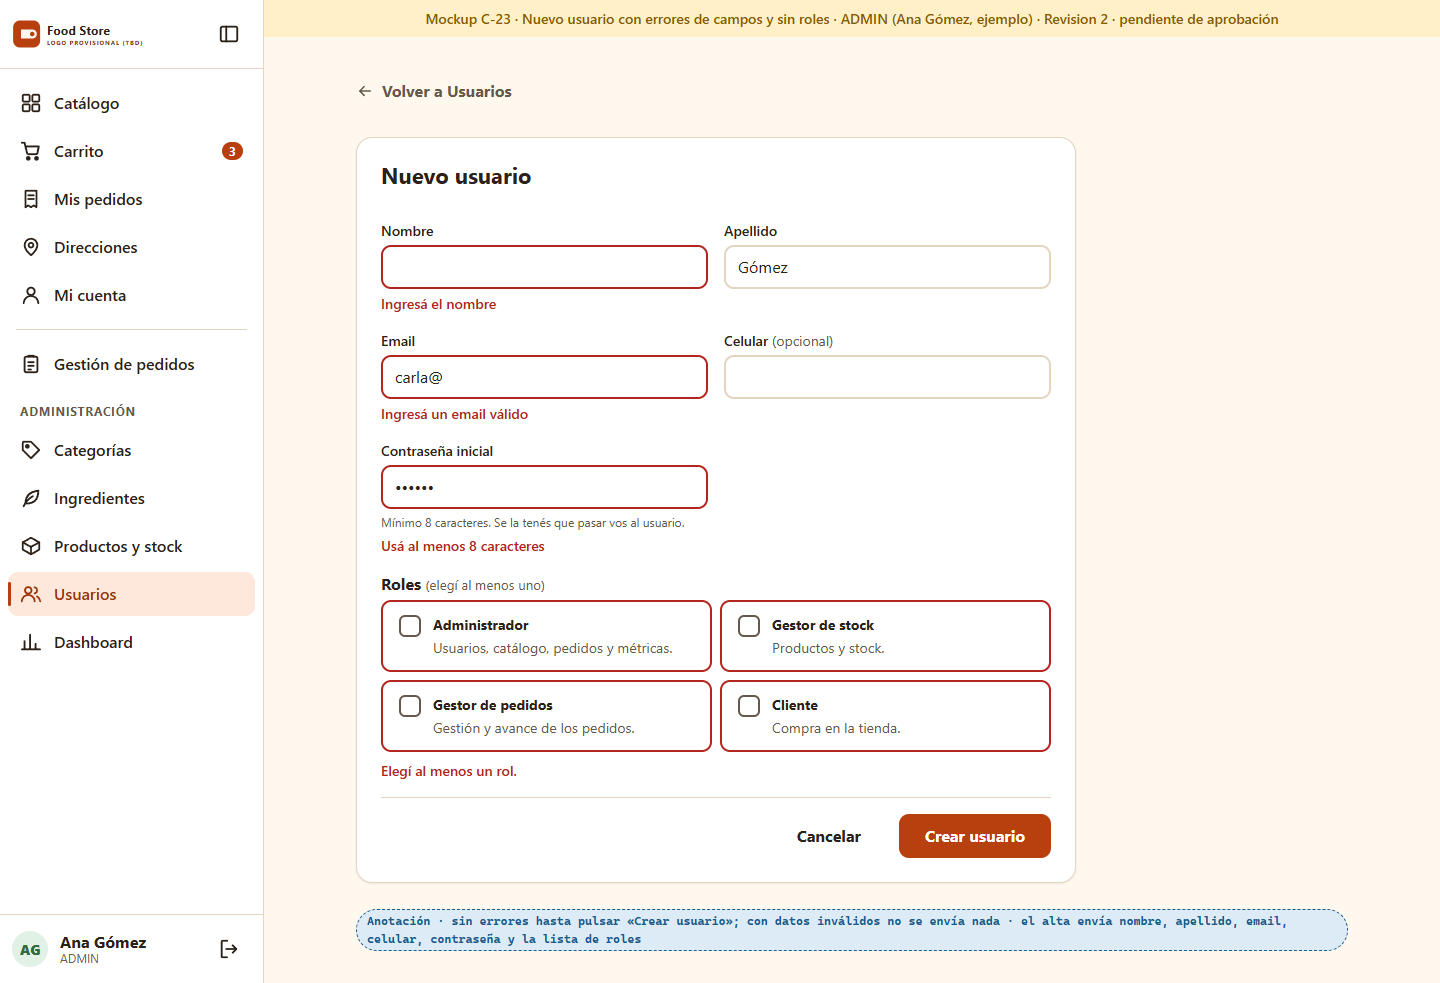 Food Store
LOGO PROVISIONAL (TBD)
Catálogo
Carrito
3
Mis pedidos
Direcciones
Mi cuenta
Gestión de pedidos
ADMINISTRACIÓN
Categorías
Ingredientes
Productos y stock
Usuarios
Dashboard
AG
Ana Gómez
ADMIN
Mockup C-23 · Nuevo usuario con errores de campos y sin roles · ADMIN (Ana Gómez, ejemplo) · Revision 2 · pendiente de aprobación
← Volver a Usuarios
Nuevo usuario
Nombre
Ingresá el nombre
Apellido
Gómez
Email
carla@
Ingresá un email válido
Celular (opcional)
Contraseña inicial
••••••
Mínimo 8 caracteres. Se la tenés que pasar vos al usuario.
Usá al menos 8 caracteres
Roles (elegí al menos uno)
Administrador
Usuarios, catálogo, pedidos y métricas.
Gestor de stock
Productos y stock.
Gestor de pedidos
Gestión y avance de los pedidos.
Cliente
Compra en la tienda.
Elegí al menos un rol.
Cancelar
Crear usuario
Anotación · sin errores hasta pulsar «Crear usuario»; con datos inválidos no se envía nada · el alta envía nombre, apellido, email,
celular, contraseña y la lista de roles